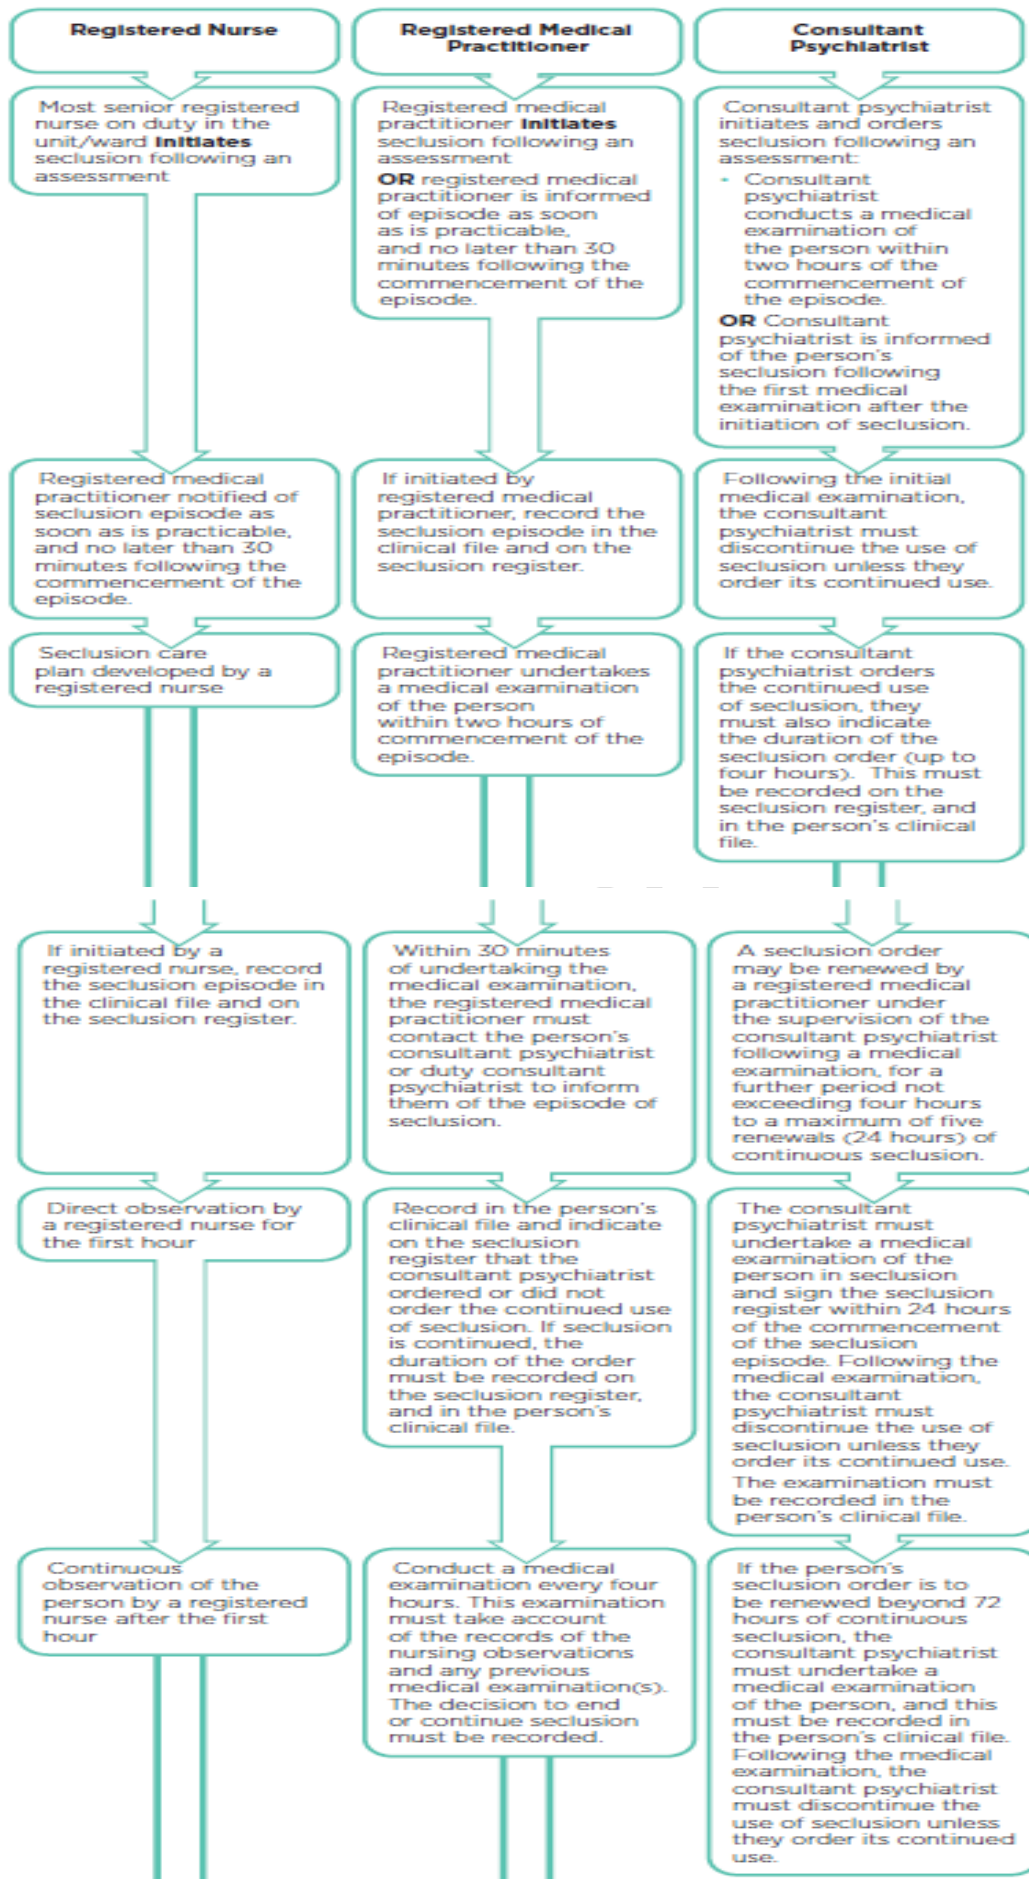 Registered Nurse
Most senior registered
nurse on duty in the
unit/ward initiates
seclusion following an
assessment
Registered medical
practitioner notified of
seclusion episode as
soon as is practicable,
and no later than 30
minutes following the
commencement of the
episode.
Seclusion care
plan developed by a
registered nurse
If initiated by a
registered nurse, record
the seclusion episode in
the clinical file and on
the seclusion register.
Direct observation by
a registered nurse for
the first hour
Continuous
observation of the
person by a registered
nurse after the first
hour
Registered Medical
Practitioner
Registered medical
practitioner initiates
seclusion following an
assessment
OR registered medical
practitioner is informed
of episode as soon
as is practicable,
and no later than 30
minutes following the
commencement of the
episode.
If initiated by
registered medical
practitioner, record the
seclusion episode in the
clinical file and on the
seclusion register.
Registered medical
practitioner undertakes
a medical examination
of the person
within two hours of
commencement of the
episode.
Within 30 minutes
of undertaking the
medical examination,
the registered medical
practitioner must
contact the person's
consultant psychiatrist
or duty consultant
psychiatrist to inform
them of the episode of
seclusion.
Record in the person's
clinical file and indicate
on the seclusion
register that the
consultant psychiatrist
ordered or did not
order the continued use
of seclusion. If seclusion
is continued, the
duration of the order
must be recorded on
the seclusion register,
and in the person's
clinical file.
Conduct a medical
examination every four
hours. This examination
must take account
of the records of the
nursing observations
and any previous
medical examination(s).
The decision to end
or continue seclusion
must be recorded.
Consultant
Psychiatrist
Consultant psychiatrist
initiates and orders
seclusion following an
assessment:
• Consultant
psychiatrist
conducts a medical
examination of
the person within
two hours of the
commencement of
the episode.
OR Consultant
psychiatrist is informed
of the person's
seclusion following
the first medical
examination after the
initiation of seclusion.
Following the initial
medical examination,
the consultant
psychiatrist must
discontinue the use of
seclusion unless they
order its continued use.
If the consultant
psychiatrist orders
the continued use
of seclusion, they
must also indicate
the duration of the
seclusion order (up to
four hours). This must
be recorded on the
seclusion register, and
in the person's clinical
file.
A seclusion order
may be renewed by
a registered medical
practitioner under
the supervision of the
consultant psychiatrist
following a medical
examination, for a
further period not
exceeding four hours
to a maximum of five
renewals (24 hours) of
continuous seclusion.
The consultant
psychiatrist must
undertake a medical
examination of the
person in seclusion
and sign the seclusion
register within 24 hours
of the commencement
of the seclusion
episode. Following the
medical examination,
the consultant
psychiatrist must
discontinue the use of
seclusion unless they
order its continued use.
The examination must
be recorded in the
person's clinical file.
If the person's
seclusion order is to
be renewed beyond 72
hours of continuous
seclusion, the
consultant psychiatrist
must undertake a
medical examination
of the person, and this
must be recorded in
the person's clinical file.
Following the medical
examination, the
consultant psychiatrist
must discontinue the
use of seclusion unless
they order its continued
use.